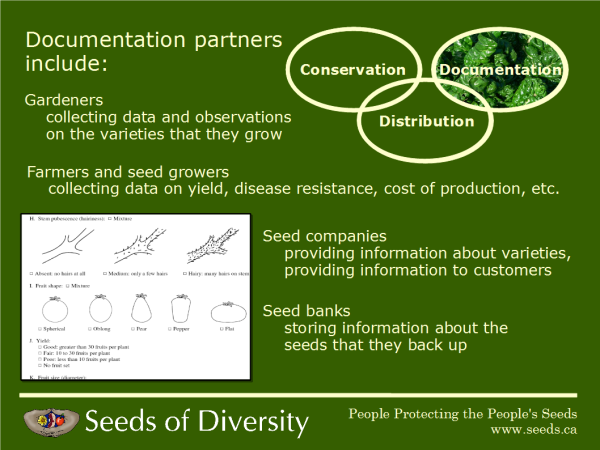 Documentation partners
include:
Conservation
Documentation
Distribution
Gardeners
collecting data and observations
on the varieties that they grow
Farmers and seed growers
collecting data on yield, disease resistance, cost of production, etc.
H. Stem pubescence (hairiness): □ Mixture
□ Absent: no hairs at all □ Medium: only a few hairs □ Hairy: many hairs on stem
I. Fruit shape: □ Mixture
□ Spherical □ Oblong □ Pear □ Pepper □ Flat
J. Yield:
□ Good: greater than 30 fruits per plant
□ Fair: 10 to 30 fruits per plant
□ Poor: less than 10 fruits per plant
□ No fruit set
K. Fruit size (diameter):
Seed companies
providing information about varieties,
providing information to customers
Seed banks
storing information about the
seeds that they back up
Seeds of Diversity
People Protecting the People's Seeds
www.seeds.ca